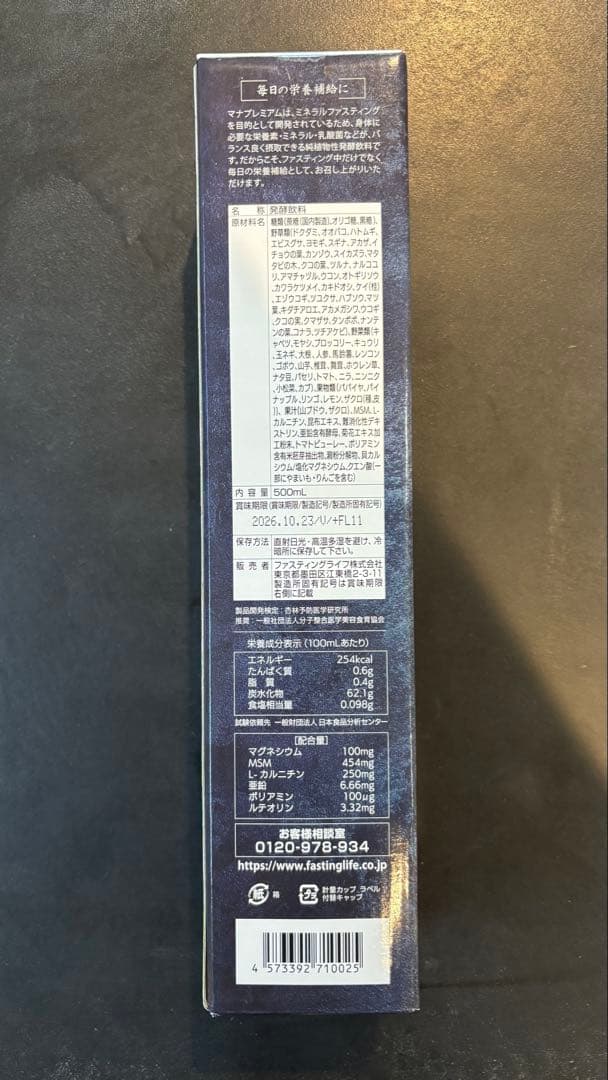 毎日の栄養補給に
マナプレミアムは、ミネラルファスティング
を目的として開発されているため、身体に
必要な栄養素・ミネラル・乳酸菌などが、バ
ランス良く摂取できる純植物性発酵飲料で
す。だからこそ、ファスティング中だけでなく
毎日の栄養補給として、お召し上がりいた
だけます。
名称 発酵飲料
原材料名 糖類(蔗糖(国内製造)、オリゴ糖、黒糖)、
野草類(ドクダミ、オオバコ、ハトムギ、
エビスグサ、ヨモギ、スギナ、アカザ、イ
チョウの葉、カンゾウ、スイカズラ、マタ
タビの木、クコの葉、ツルナ、ナルコユ
リ、アマチャヅル、ウコン、オトギリソウ、
カワラケツメイ、カキドオシ、ケイ(桂)、
エゾウコギ、ツユクサ、ハブソウ、マツ
葉、キダチアロエ、アカメガシワ、ウコギ、
クコの実、クマザサ、タンポポ、ナンテン
の葉、コナラ、ツチアケビ)、野菜類(キ
ャベツ、モヤシ、ブロッコリー、キュウリ
、玉ネギ、大根、人参、馬鈴薯、レンコン、
ゴボウ、山芋、椎茸、舞茸、ホウレン草、
ナタ豆、パセリ、トマト、ニラ、ニンニク
、小松菜、カブ)、果物類(パパイヤ、パイ
ナップル、リンゴ、レモン、ザクロ(種、皮
))、果汁(山ブドウ、ザクロ)、MSM、L-
カルニチン、昆布エキス、難消化性デキ
ストリン、亜鉛含有酵母、菊花エキス加
工粉末、トマトピューレー、ポリアミン
含有米胚芽抽出物、澱粉分解物、貝カル
シウム/塩化マグネシウム、クエン酸(一
部にやまいも・りんごを含む)
内容量 500mL
賞味期限(賞味期限/製造記号/製造所固有記号)
2026.10.23/U/+FL11
保存方法 直射日光・高温多湿を避け、冷
暗所に保存して下さい。
販売者 ファスティングライフ株式会社
東京都墨田区江東橋2-3-11
製造所固有記号は賞味期限
右側に記載
製品開発検定：杏林予防医学研究所
推奨：一般社団法人分子整合医学美容食育協会
栄養成分表示(100mLあたり)
エネルギー 254kcal
たんぱく質 0.6g
脂質 0.4g
炭水化物 62.1g
食塩相当量 0.098g
試験依頼先 一般財団法人 日本食品分析センター
[配合量]
マグネシウム 100mg
MSM 454mg
L-カルニチン 250mg
亜鉛 6.66mg
ポリアミン 100μg
ルテオリン 3.32mg
お客様相談室
0120-978-934
https://www.fastinglife.co.jp
紙 箱 プラ 計量カップ、ラベル
付替キャップ
4 573392 710025